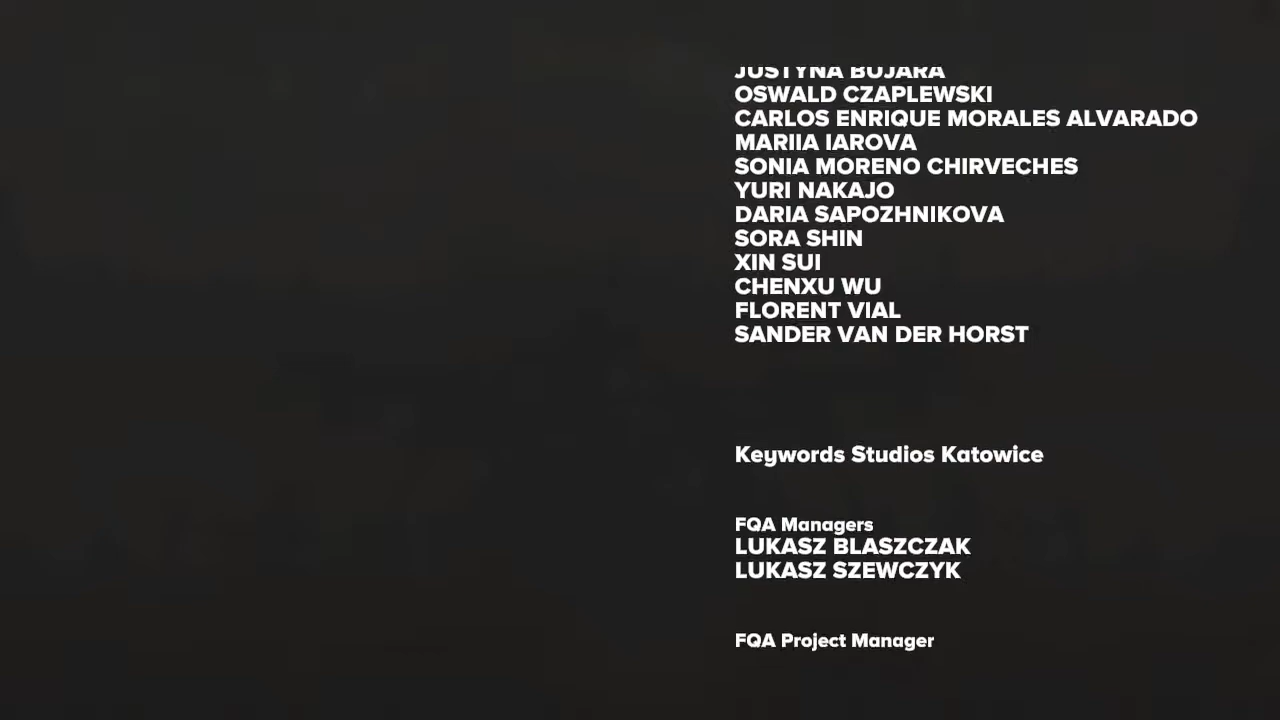 JUSTYNA BUJARA
OSWALD CZAPLEWSKI
CARLOS ENRIQUE MORALES ALVARADO
MARIIA IAROVA
SONIA MORENO CHIRVECHES
YURI NAKAJO
DARIA SAPOZHNIKOVA
SORA SHIN
XIN SUI
CHENXU WU
FLORENT VIAL
SANDER VAN DER HORST
Keywords Studios Katowice
FQA Managers
LUKASZ BLASZCZAK
LUKASZ SZEWCZYK
FQA Project Manager